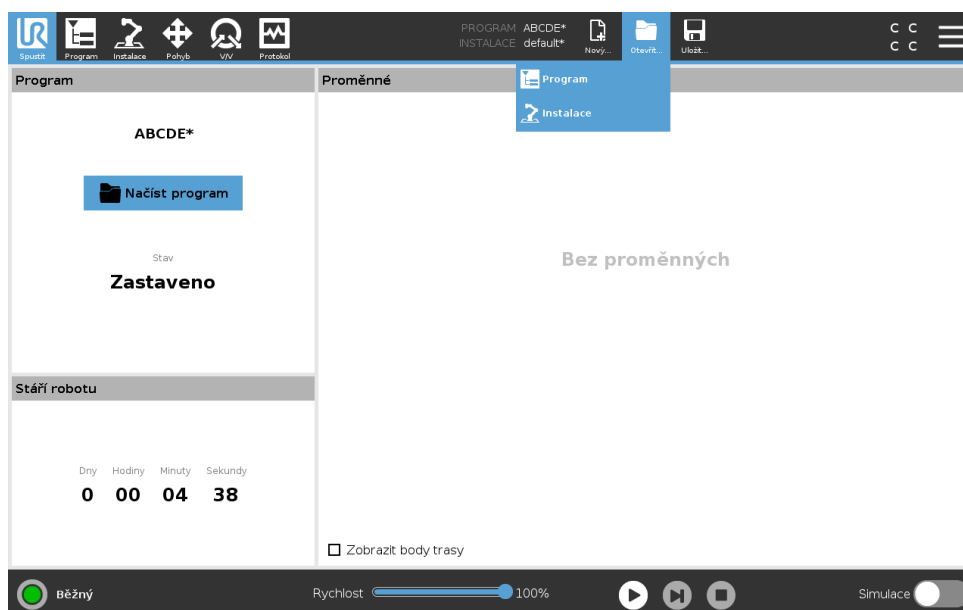 UR
Spustit
Program
Instalace
Pohyb
V/V
Protokol
PROGRAM ABCDE*
INSTALACE default*
Nový...
Otevřít...
Uložit...
C C
C C
Program
Instalace
Program
ABCDE*
Načíst program
Stav
Zastaveno
Proměnné
Bez proměnných
Zobrazit body trasy
Stáří robotu
Dny Hodiny Minuty Sekundy
0 00 04 38
Běžný
Rychlost 100%
Simulace